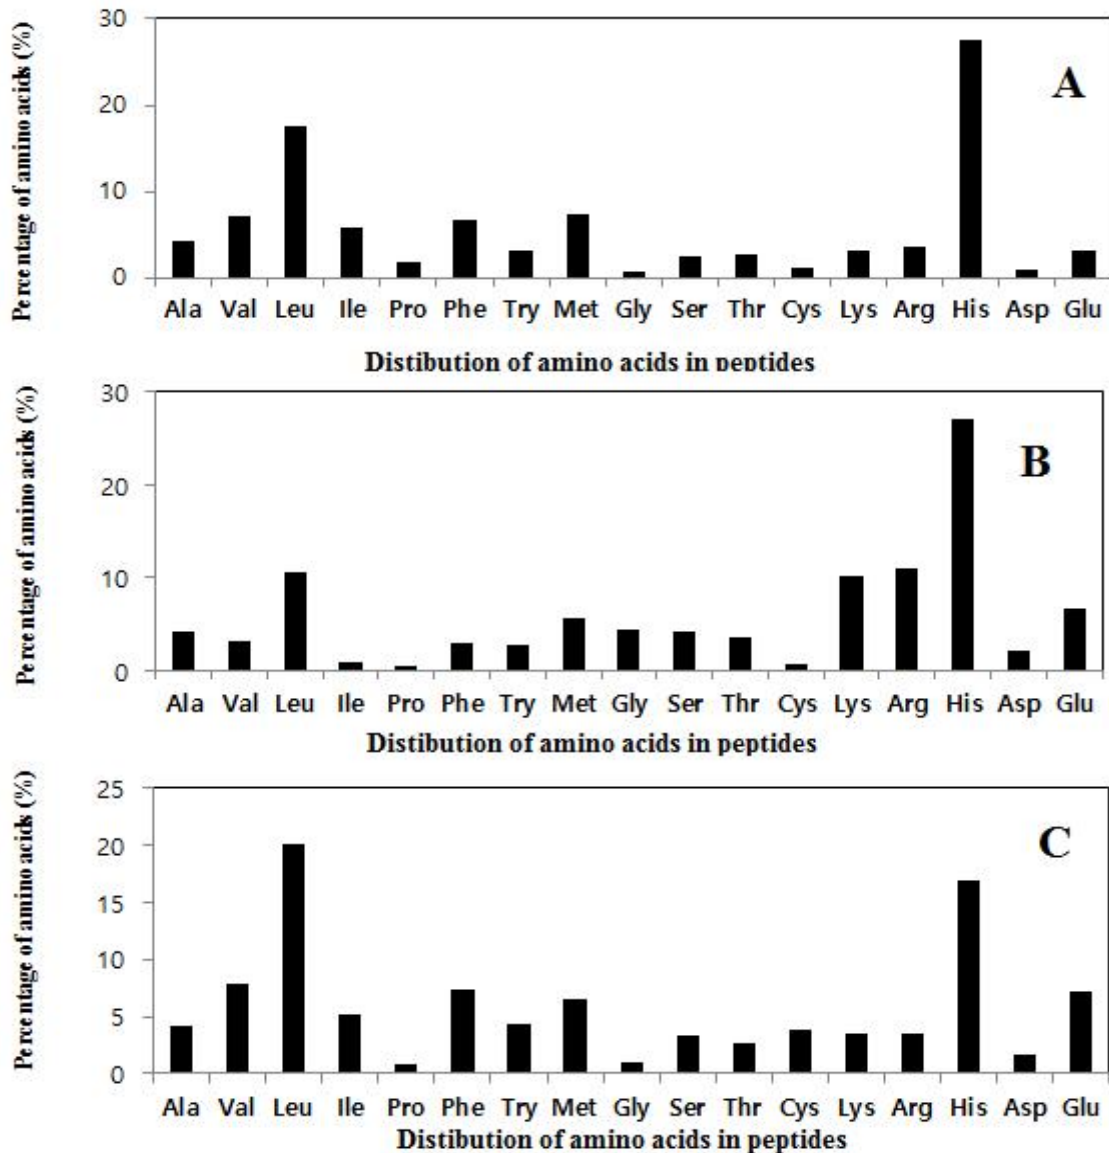 Percentage of amino acids (%)
30
20
10
0
A
Ala Val Leu Ile Pro Phe Try Met Gly Ser Thr Cys Lys Arg His Asp Glu
Distibution of amino acids in peptides
Percentage of amino acids (%)
30
20
10
0
B
Ala Val Leu Ile Pro Phe Try Met Gly Ser Thr Cys Lys Arg His Asp Glu
Distibution of amino acids in peptides
Percentage of amino acids (%)
25
20
15
10
5
0
C
Ala Val Leu Ile Pro Phe Try Met Gly Ser Thr Cys Lys Arg His Asp Glu
Distibution of amino acids in peptides